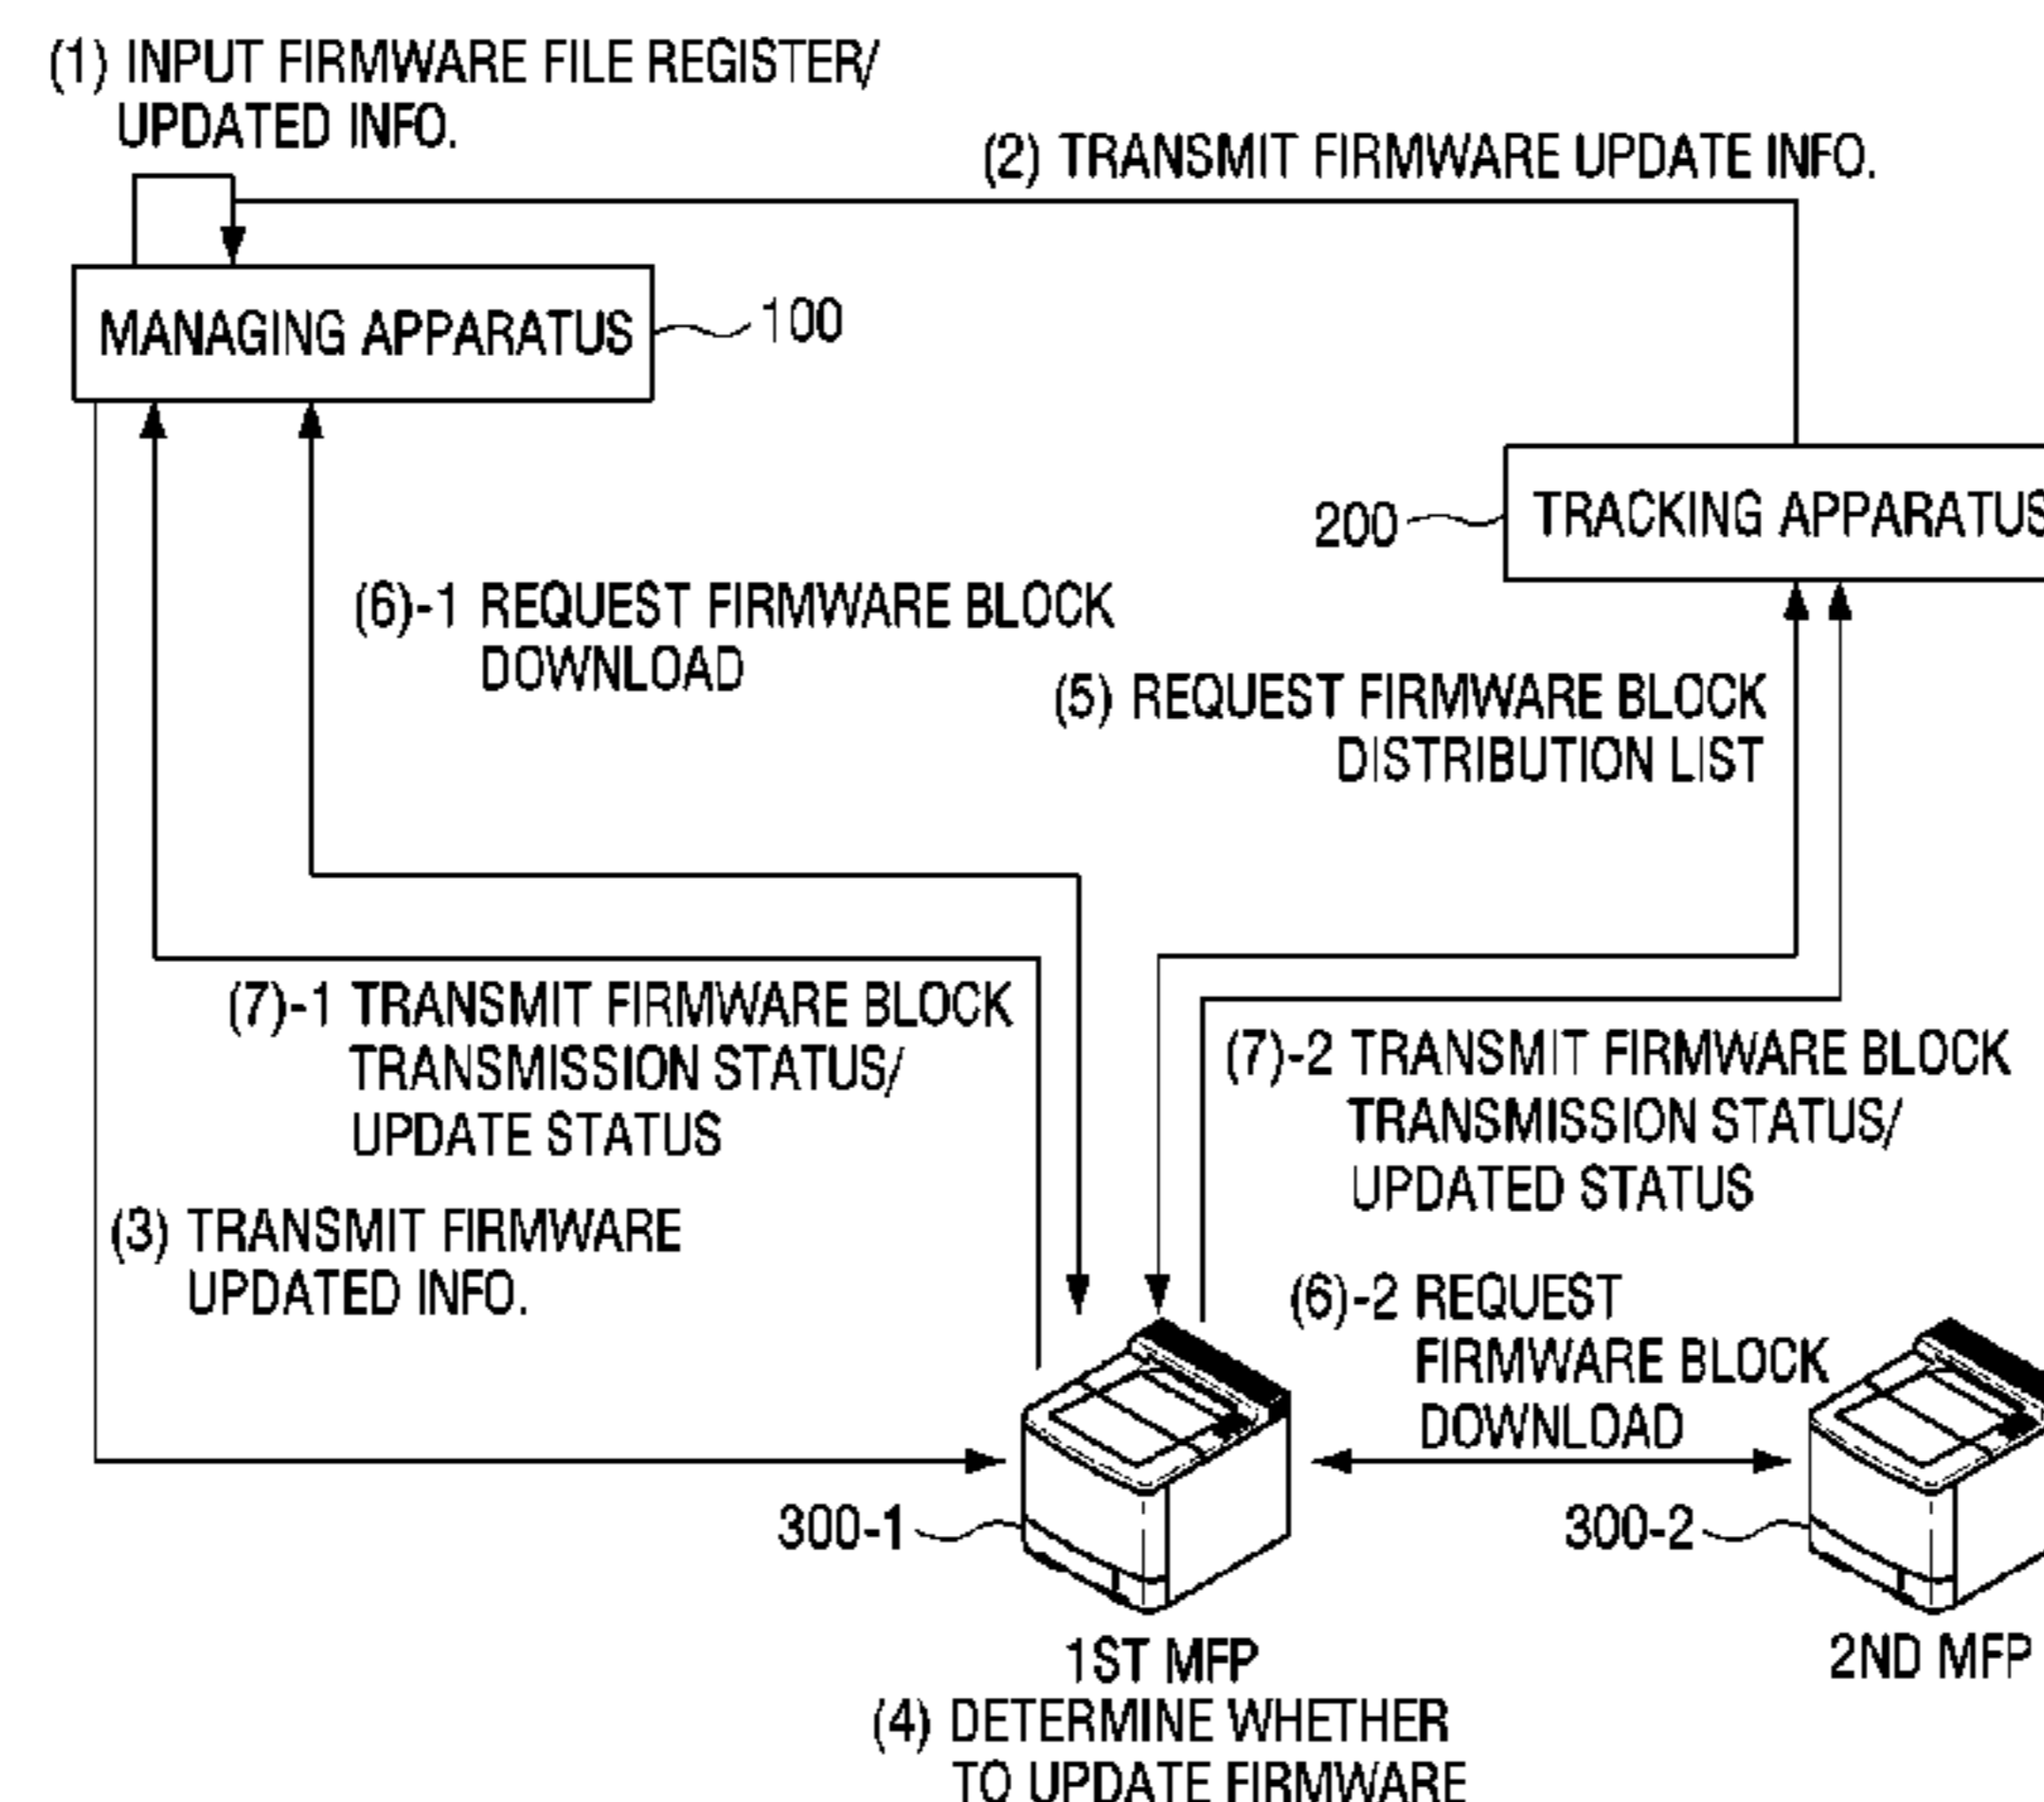 (1) INPUT FIRMWARE FILE REGISTER/
UPDATED INFO.
(2) TRANSMIT FIRMWARE UPDATE INFO.
MANAGING APPARATUS
100
200
TRACKING APPARATUS
(6)-1 REQUEST FIRMWARE BLOCK
DOWNLOAD
(5) REQUEST FIRMWARE BLOCK
DISTRIBUTION LIST
(7)-1 TRANSMIT FIRMWARE BLOCK
TRANSMISSION STATUS/
UPDATE STATUS
(7)-2 TRANSMIT FIRMWARE BLOCK
TRANSMISSION STATUS/
UPDATED STATUS
(3) TRANSMIT FIRMWARE
UPDATED INFO.
(6)-2 REQUEST
FIRMWARE BLOCK
DOWNLOAD
300-1
300-2
1ST MFP
2ND MFP
(4) DETERMINE WHETHER
TO UPDATE FIRMWARE